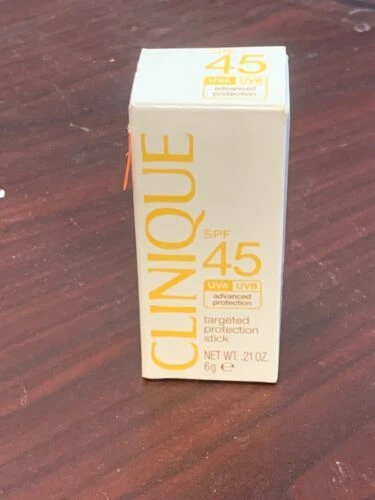 SPF
45
UVA UVB
advanced
protection
CLINIQUE
SPF
45
UVA UVB
advanced
protection
targeted
protection
stick
NET WT. .21 OZ.
6g ℮